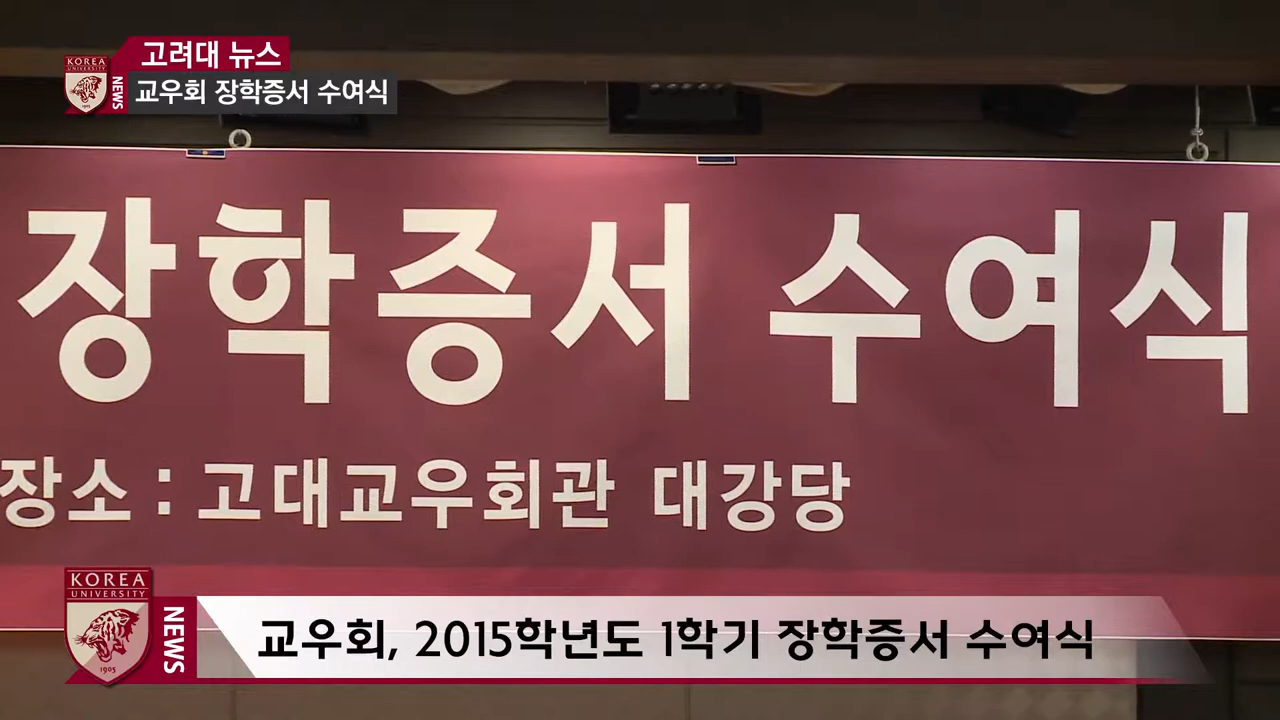 고려대 뉴스
KOREA
UNIVERSITY
1905
NEWS
교우회 장학증서 수여식
장학증서 수여식
장소 : 고대교우회관 대강당
KOREA
UNIVERSITY
1905
NEWS
교우회, 2015학년도 1학기 장학증서 수여식